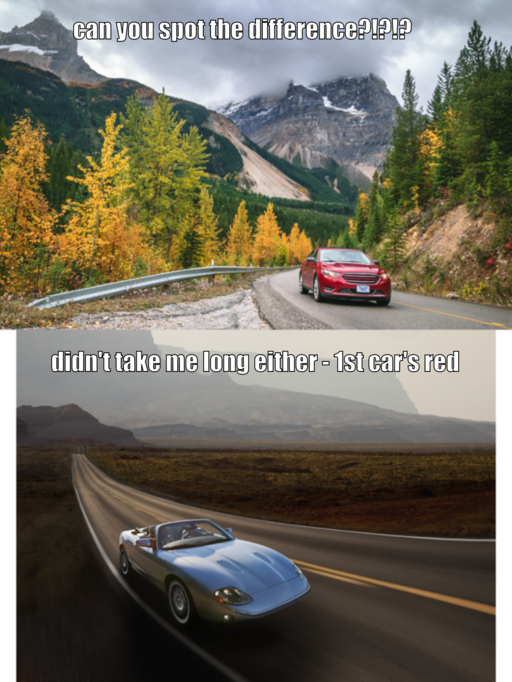 can you spot the difference?!?!?
didn't take me long either - 1st car's red